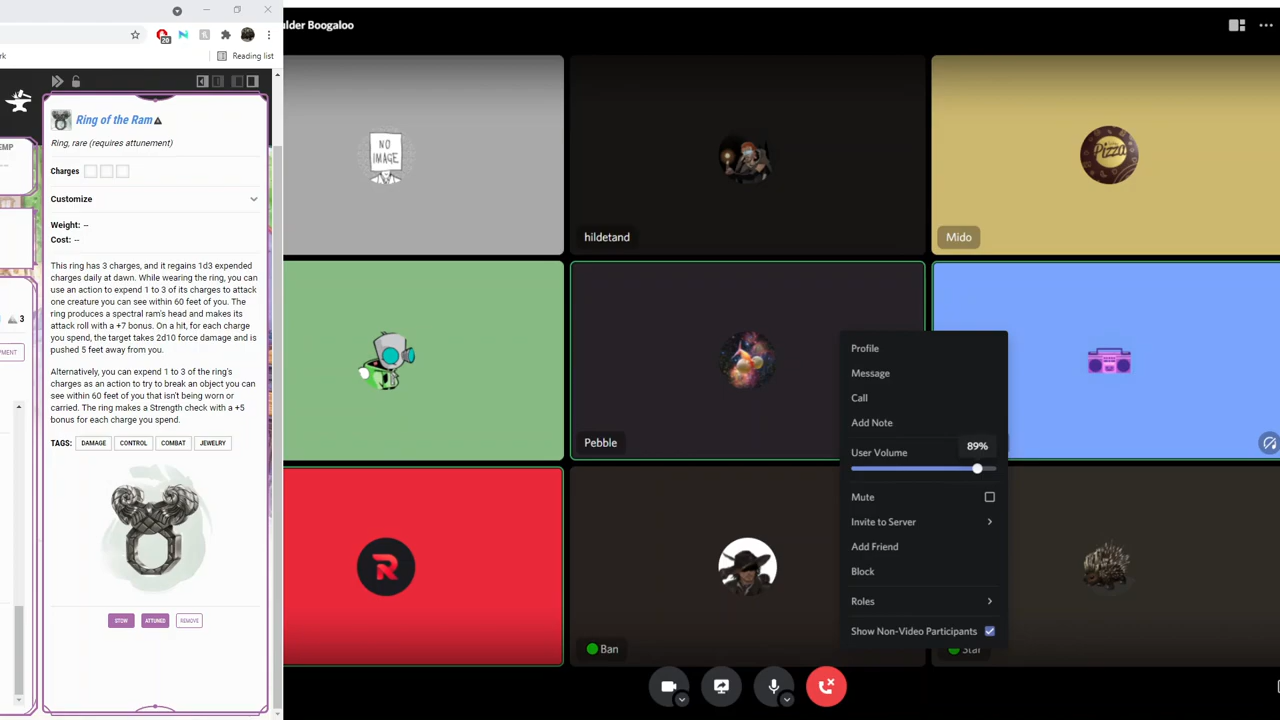 ulder Boogaloo
20
Reading list
rk
Ring of the Ram
EMP
Ring, rare (requires attunement)
Charges
Customize
Weight: --
Cost: --
This ring has 3 charges, and it regains 1d3 expended
charges daily at dawn. While wearing the ring, you can
use an action to expend 1 to 3 of its charges to attack
one creature you can see within 60 feet of you. The
ring produces a spectral ram's head and makes its
attack roll with a +7 bonus. On a hit, for each charge
you spend, the target takes 2d10 force damage and is
pushed 5 feet away from you.
3
PMENT
Alternatively, you can expend 1 to 3 of the ring's
charges as an action to try to break an object you can
see within 60 feet of you that isn't being worn or
carried. The ring makes a Strength check with a +5
bonus for each charge you spend.
TAGS: DAMAGE CONTROL COMBAT JEWELRY
STOW ATTUNED REMOVE
NO
IMAGE
hildetand
Pizza
Mido
Pebble
R
Ban
Star
Profile
Message
Call
Add Note
89%
User Volume
Mute
Invite to Server
Add Friend
Block
Roles
Show Non-Video Participants